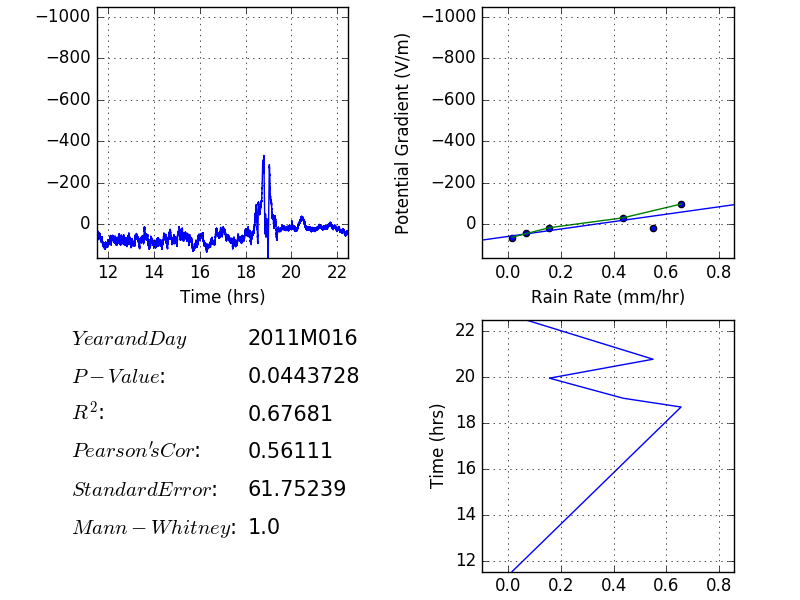 −1000
−800
−600
−400
−200
0
12 14 16 18 20 22
Time (hrs)
−1000
−800
−600
−400
−200
0
Potential Gradient (V/m)
0.0 0.2 0.4 0.6 0.8
Rain Rate (mm/hr)
YearandDay 2011M016
P−Value: 0.0443728
R²: 0.67681
Pearson'sCor: 0.56111
StandardError: 61.75239
Mann−Whitney: 1.0
22
20
18
16
14
12
Time (hrs)
0.0 0.2 0.4 0.6 0.8